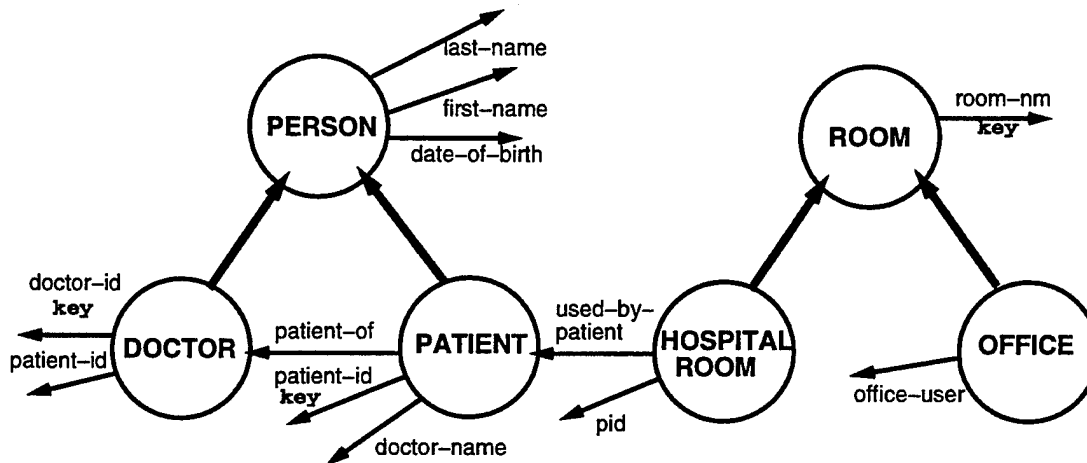 last–name
first–name
date–of–birth
PERSON
room–nm
key
ROOM
doctor–id
key
patient–id
DOCTOR
patient–of
patient–id
key
doctor–name
PATIENT
used–by–
patient
pid
HOSPITAL
ROOM
office–user
OFFICE